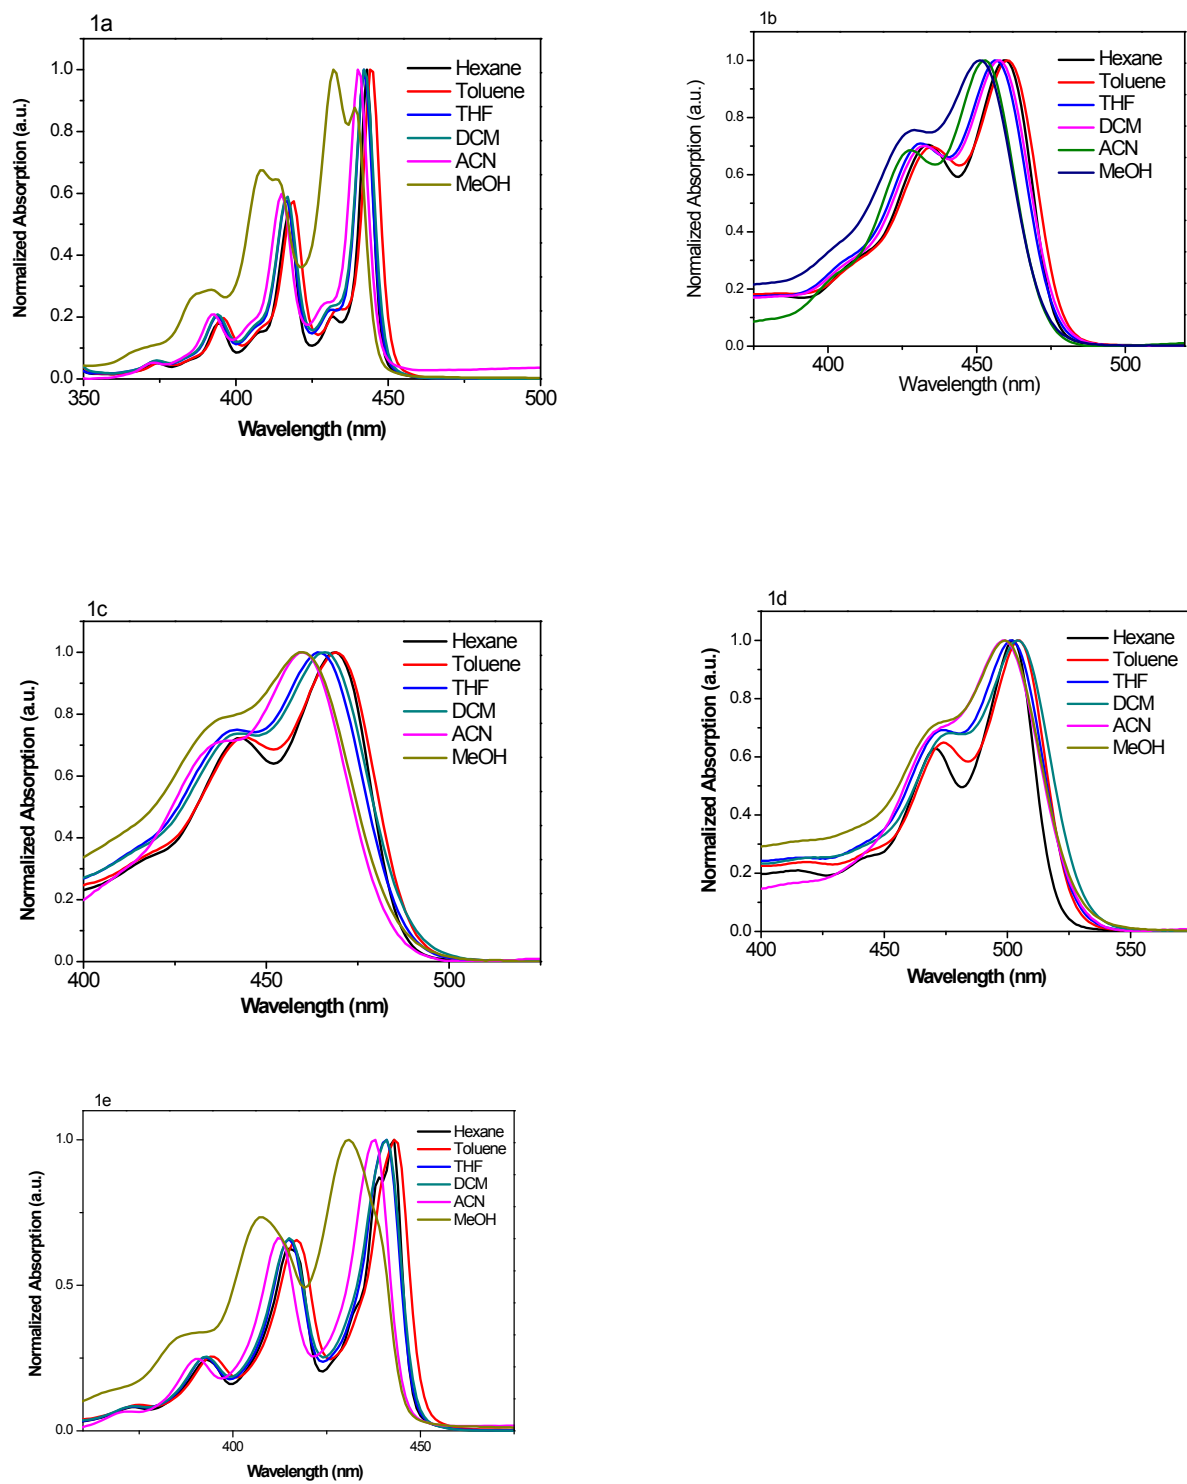 1a
Normalized Absorption (a.u.)
1.0
0.8
0.6
0.4
0.2
0.0
350
400
450
500
Wavelength (nm)
Hexane
Toluene
THF
DCM
ACN
MeOH
1b
Normalized Absorption (a.u.)
1.0
0.8
0.6
0.4
0.2
0.0
400
450
500
Wavelength (nm)
Hexane
Toluene
THF
DCM
ACN
MeOH
1c
Normalized Absorption (a.u.)
1.0
0.8
0.6
0.4
0.2
0.0
400
450
500
Wavelength (nm)
Hexane
Toluene
THF
DCM
ACN
MeOH
1d
Normalized Absorption (a.u.)
1.0
0.8
0.6
0.4
0.2
0.0
400
450
500
550
Wavelength (nm)
Hexane
Toluene
THF
DCM
ACN
MeOH
1e
Normalized Absorption (a.u.)
1.0
0.5
0.0
400
450
Wavelength (nm)
Hexane
Toluene
THF
DCM
ACN
MeOH